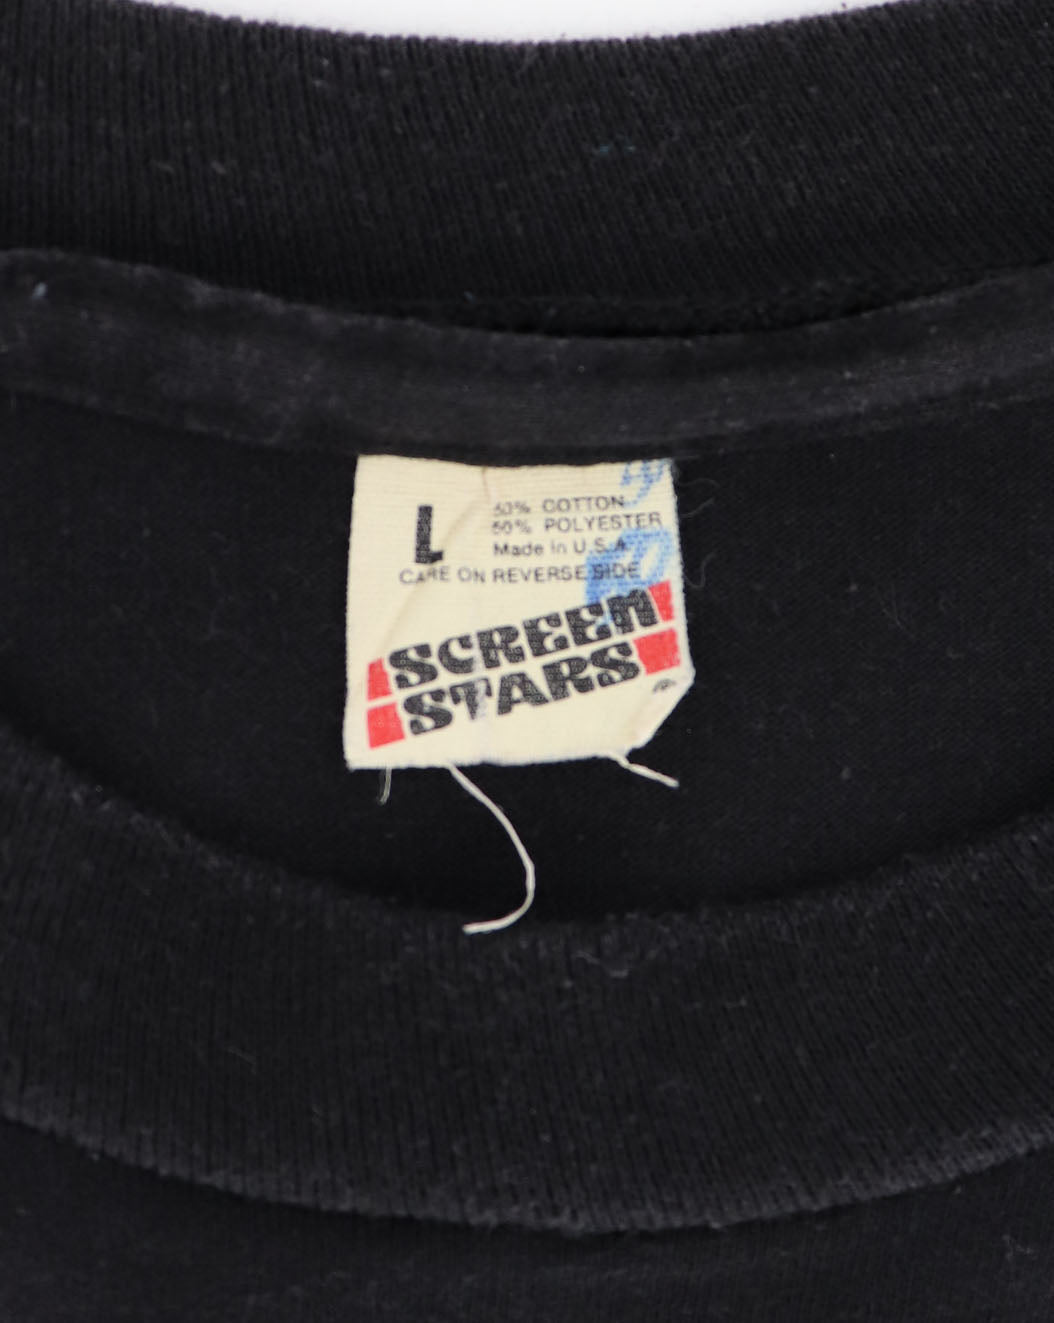 L
50% COTTON
50% POLYESTER
Made in U.S.A.
CARE ON REVERSE SIDE
SCREEN
STARS
®